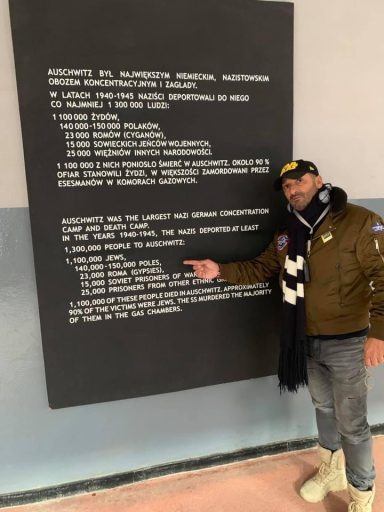 AUSCHWITZ BYŁ NAJWIĘKSZYM NIEMIECKIM, NAZISTOWSKIM
OBOZEM KONCENTRACYJNYM I ZAGŁADY.
W LATACH 1940-1945 NAZIŚCI DEPORTOWALI DO NIEGO
CO NAJMNIEJ 1 300 000 LUDZI:
1 100 000 ŻYDÓW,
140 000-150 000 POLAKÓW,
23 000 ROMÓW (CYGANÓW),
15 000 SOWIECKICH JEŃCÓW WOJENNYCH,
25 000 WIĘŹNIÓW INNYCH NARODOWOŚCI.
1 100 000 Z NICH PONIOSŁO ŚMIERĆ W AUSCHWITZ. OKOŁO 90 %
OFIAR STANOWILI ŻYDZI, W WIĘKSZOŚCI ZAMORDOWANI PRZEZ
ESESMANÓW W KOMORACH GAZOWYCH.
AUSCHWITZ WAS THE LARGEST NAZI GERMAN CONCENTRATION
CAMP AND DEATH CAMP.
IN THE YEARS 1940-1945, THE NAZIS DEPORTED AT LEAST
1,300,000 PEOPLE TO AUSCHWITZ:
1,100,000 JEWS,
140,000-150,000 POLES,
23,000 ROMA (GYPSIES),
15,000 SOVIET PRISONERS OF WAR
25,000 PRISONERS FROM OTHER ETHNIC
1,100,000 OF THESE PEOPLE DIED IN AUSCHWITZ. APPROXIMATELY
90% OF THE VICTIMS WERE JEWS. THE SS MURDERED THE MAJORITY
OF THEM IN THE GAS CHAMBERS.